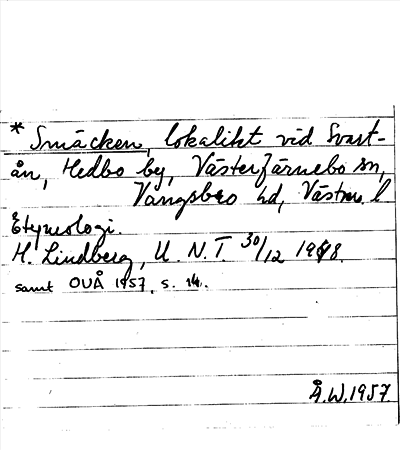 * Smäcken, lokalitet vid Svart-
ån, Hedbo by, Västerfärnebo sn,
Vangsbro hd, Västm. l
Etymologi.
H. Lindberg, U.N.T. 30/12 1948.
samt OUÅ 1957, s. 14.
Å.W. 1957.